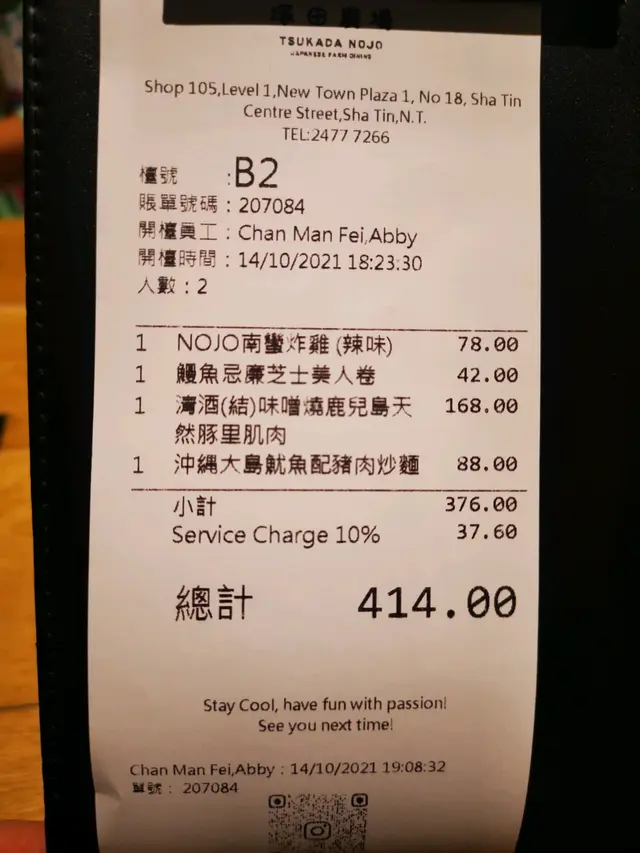 塚田農場
TSUKADA NOJO
JAPANESE FARM DINING
Shop 105,Level 1,New Town Plaza 1, No 18, Sha Tin
Centre Street,Sha Tin,N.T.
TEL:2477 7266
檯號 :B2
賬單號碼 : 207084
開檯員工 : Chan Man Fei,Abby
開檯時間 : 14/10/2021 18:23:30
人數 : 2
1 NOJO南蠻炸雞 (辣味) 78.00
1 鰻魚忌廉芝士美人卷 42.00
1 清酒(結)味噌燒鹿兒島天 168.00
然豚里肌肉
1 沖繩大島魷魚配豬肉炒麵 88.00
小計 376.00
Service Charge 10% 37.60
總計 414.00
Stay Cool, have fun with passion!
See you next time!
Chan Man Fei,Abby : 14/10/2021 19:08:32
單號 : 207084